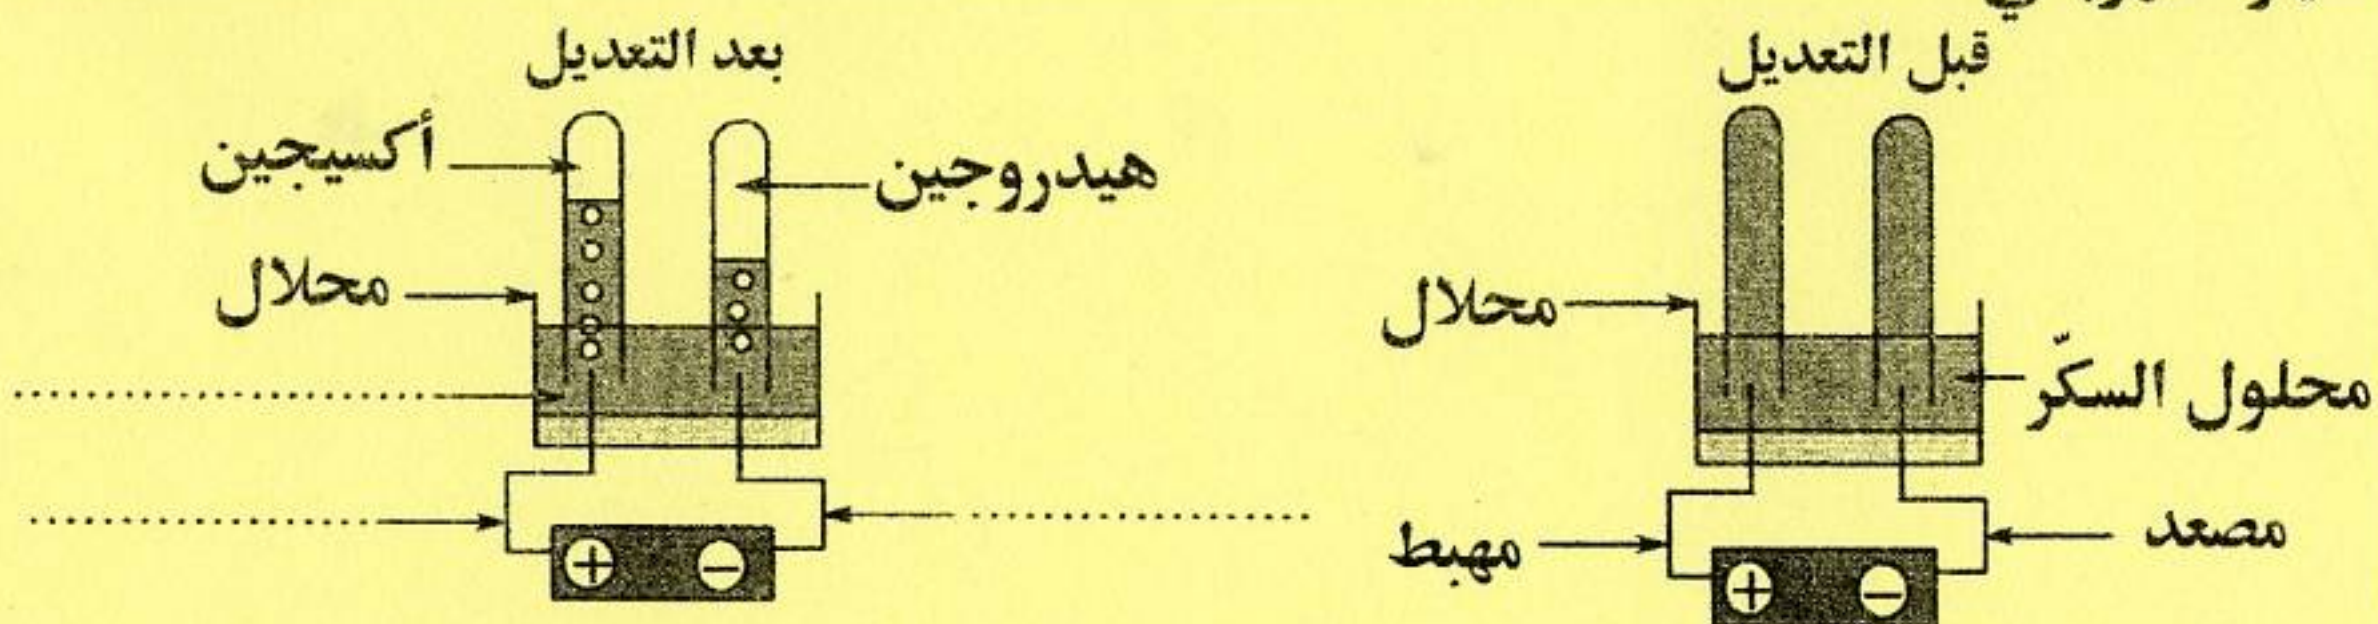 قبل التعديل
محلال
محلول السكّر
مهبط
مصعد
+
−
بعد التعديل
أكسيجين
هيدروجين
محلال
..............................
..............................
..............................
+
−